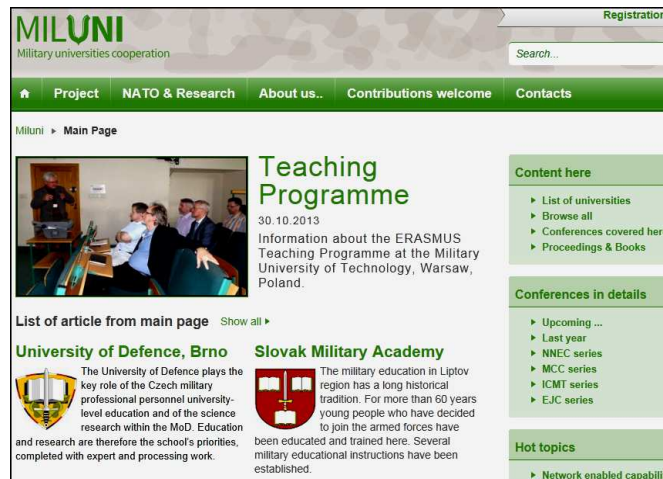 MILUNI
Military universities cooperation
Registration
Search...
Project
NATO & Research
About us..
Contributions welcome
Contacts
Miluni ▸ Main Page
Teaching
Programme
30.10.2013
Information about the ERASMUS
Teaching Programme at the Military
University of Technology, Warsaw,
Poland.
List of article from main page Show all ▸
University of Defence, Brno
The University of Defence plays the
key role of the Czech military
professional personnel university-
level education and of the science
research within the MoD. Education
and research are therefore the school's priorities,
completed with expert and processing work.
Slovak Military Academy
The military education in Liptov
region has a long historical
tradition. For more than 60 years
young people who have decided
to join the armed forces have
been educated and trained here. Several
military educational instructions have been
established.
Content here
List of universities
Browse all
Conferences covered her
Proceedings & Books
Conferences in details
Upcoming ...
Last year
NNEC series
MCC series
ICMT series
EJC series
Hot topics
Network enabled capabili